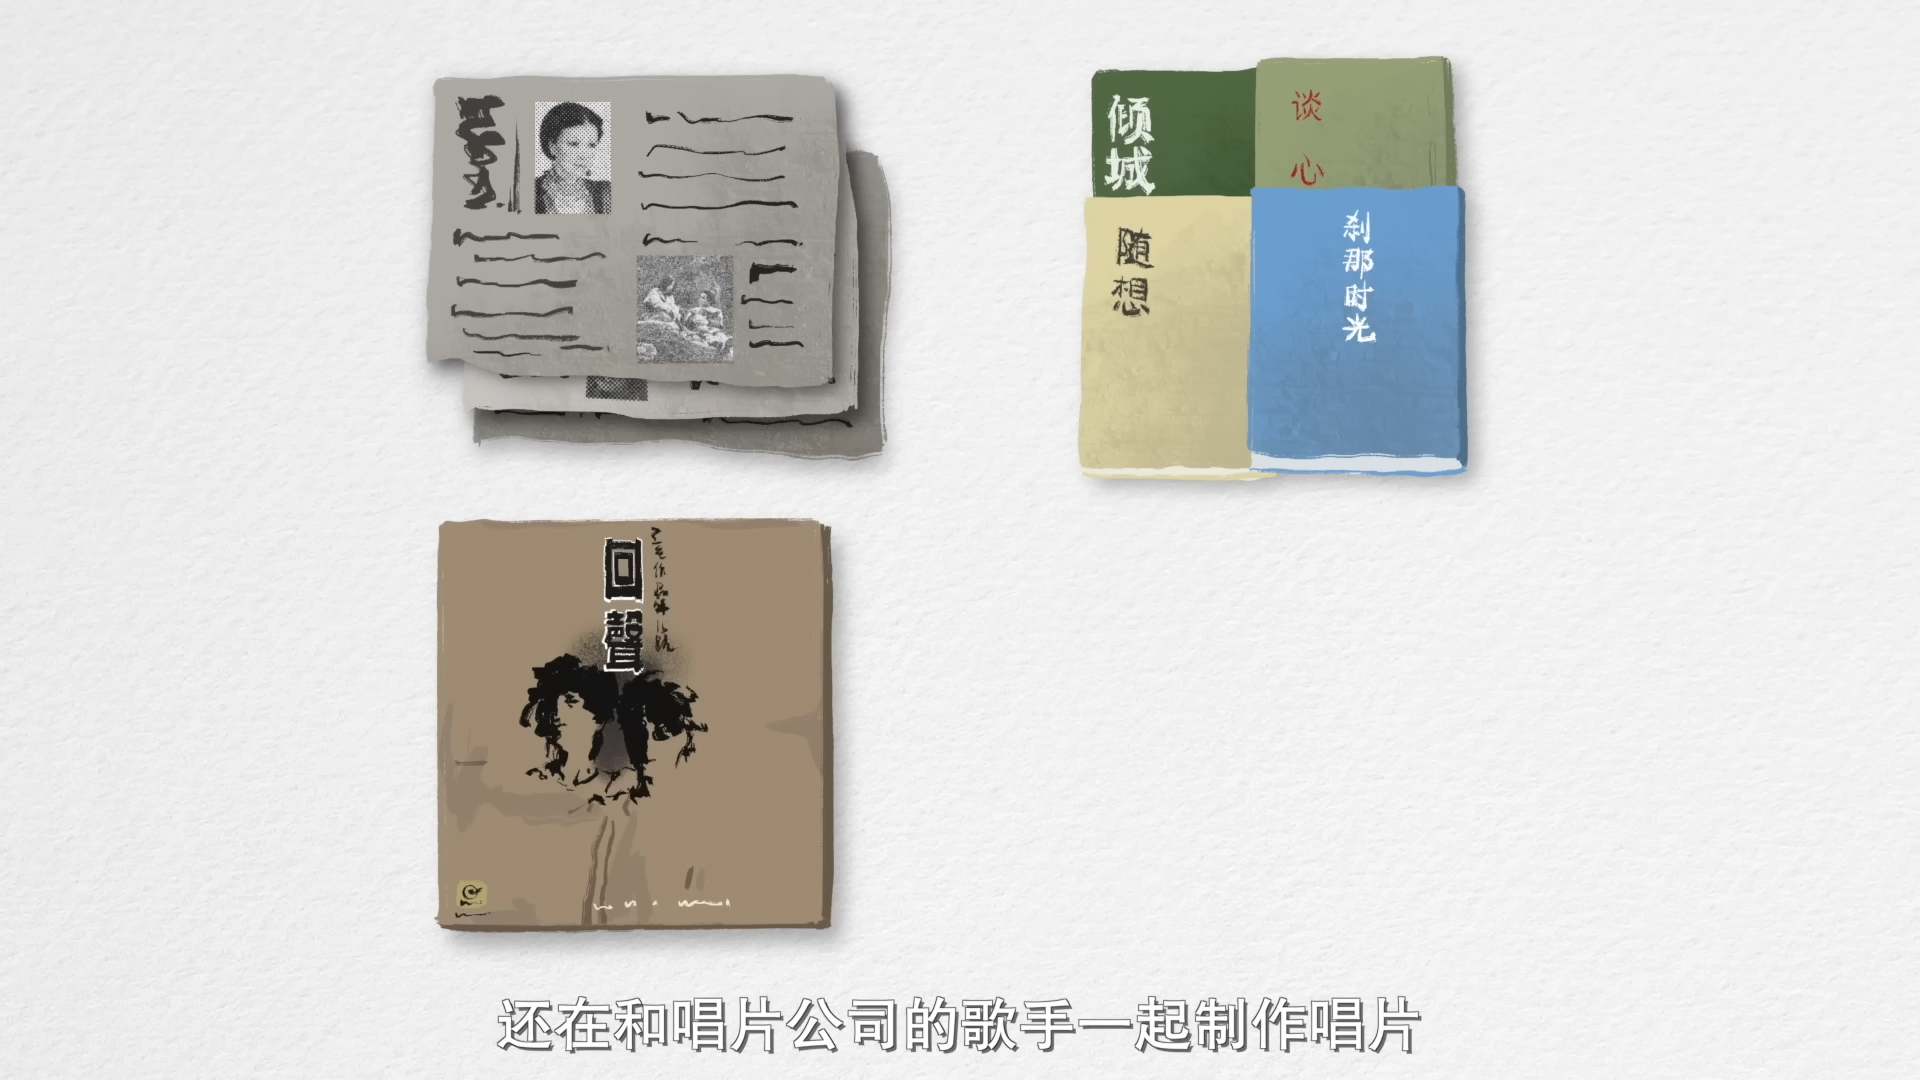 倾城
谈心
随想
刹那时光
回聲
还在和唱片公司的歌手一起制作唱片